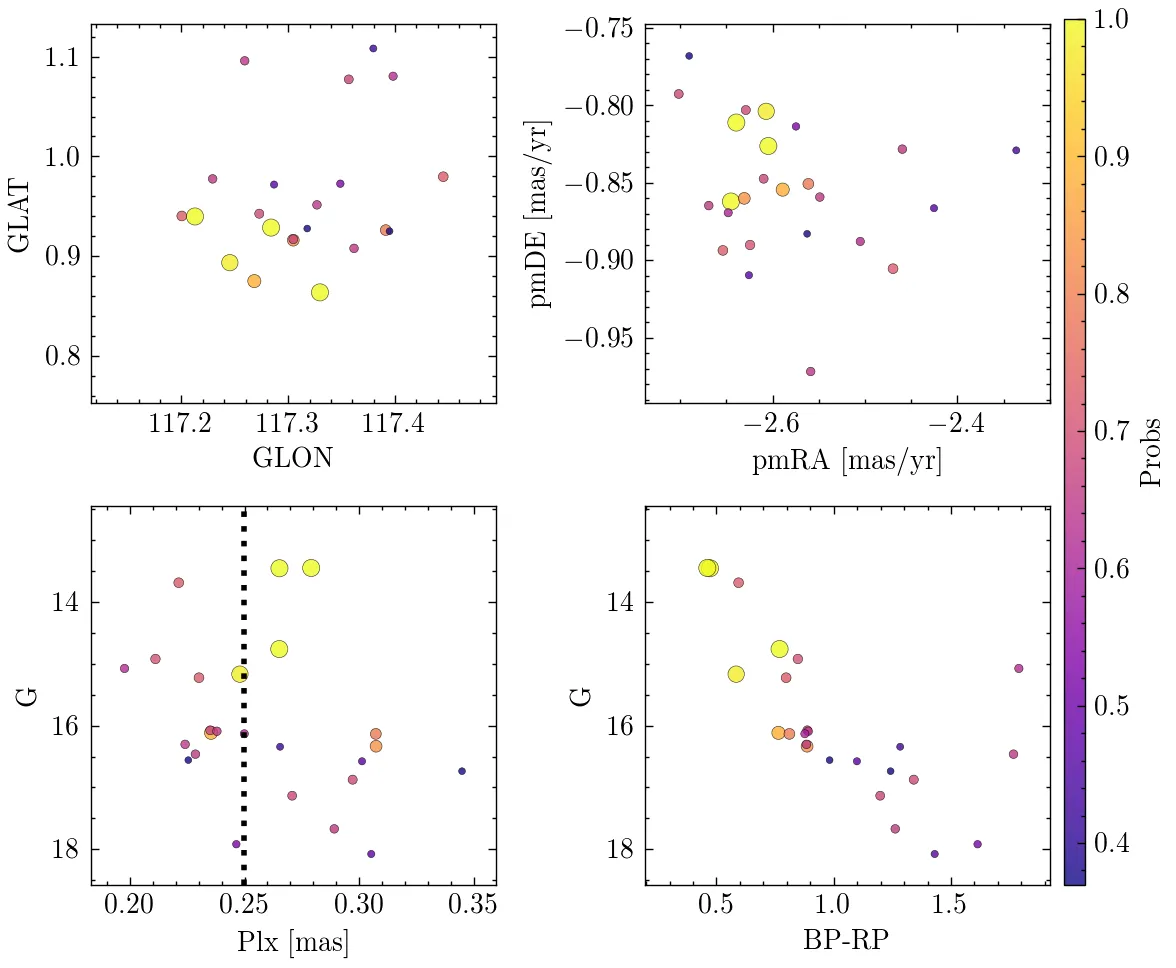 1.1
1.0
0.9
0.8
GLAT
117.2 117.3 117.4
GLON
−0.75
−0.80
−0.85
−0.90
−0.95
pmDE [mas/yr]
−2.6 −2.4
pmRA [mas/yr]
14
16
18
G
0.20 0.25 0.30 0.35
Plx [mas]
14
16
18
G
0.5 1.0 1.5
BP-RP
1.0
0.9
0.8
0.7
0.6
0.5
0.4
Probs